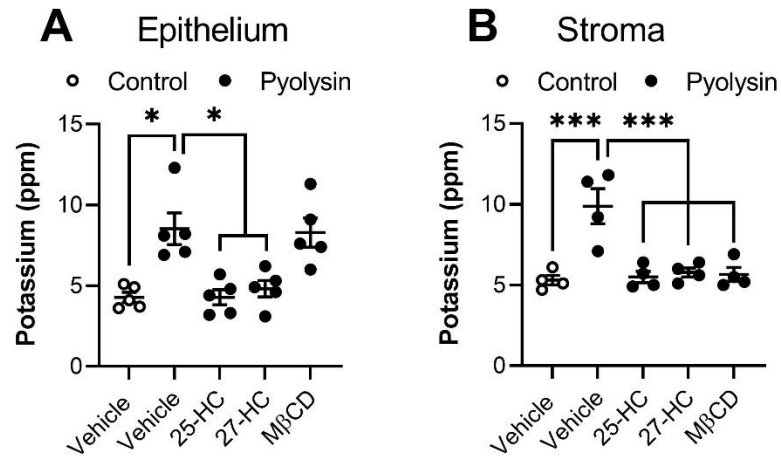 A Epithelium
Control Pyolysin
* *
Potassium (ppm)
15
10
5
0
Vehicle
Vehicle
25-HC
27-HC
MβCD
B Stroma
Control Pyolysin
*** ***
Potassium (ppm)
15
10
5
0
Vehicle
Vehicle
25-HC
27-HC
MβCD